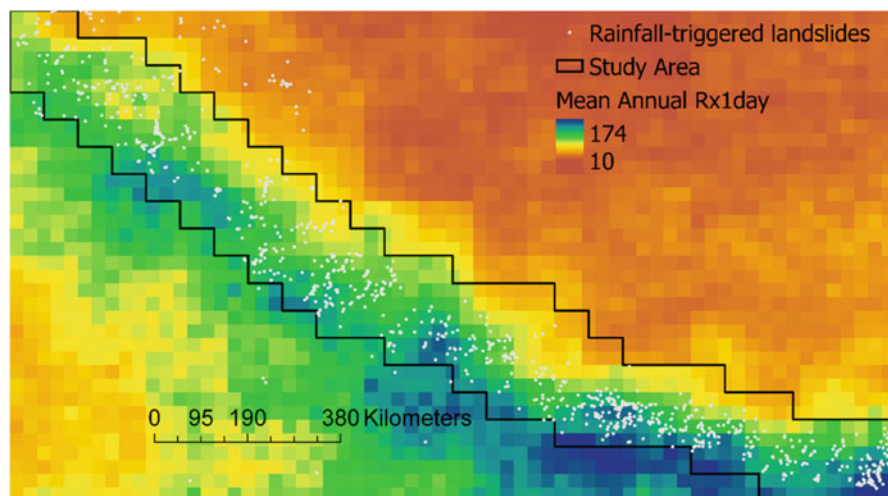 Rainfall-triggered landslides
Study Area
Mean Annual Rx1day
174
10
0 95 190 380 Kilometers